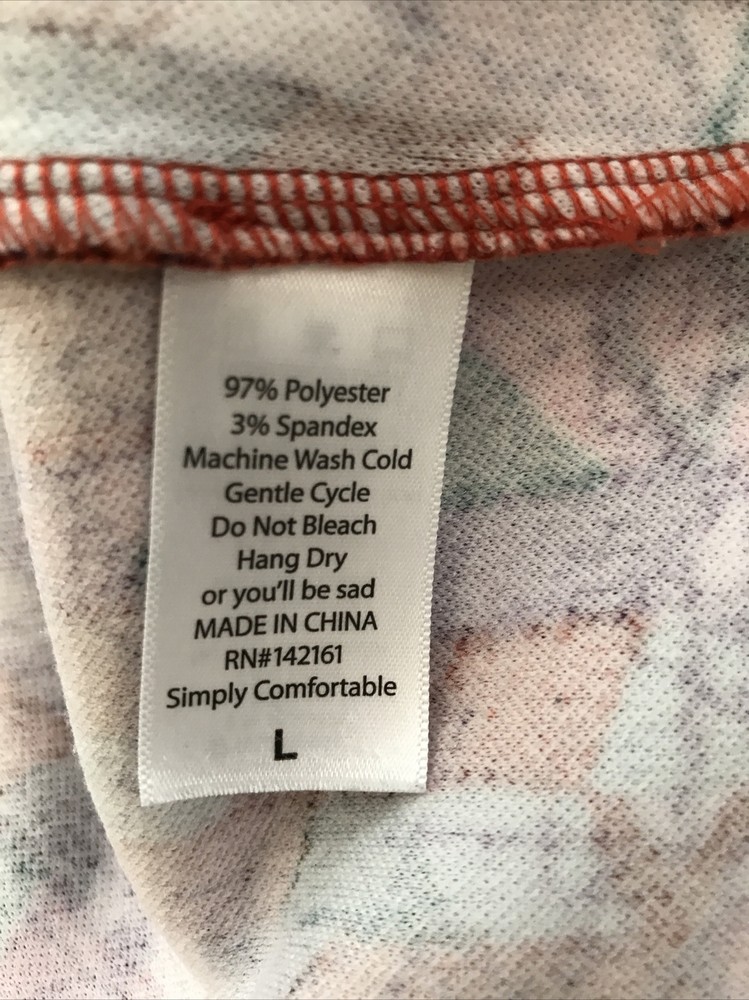 97% Polyester
3% Spandex
Machine Wash Cold
Gentle Cycle
Do Not Bleach
Hang Dry
or you'll be sad
MADE IN CHINA
RN#142161
Simply Comfortable
L